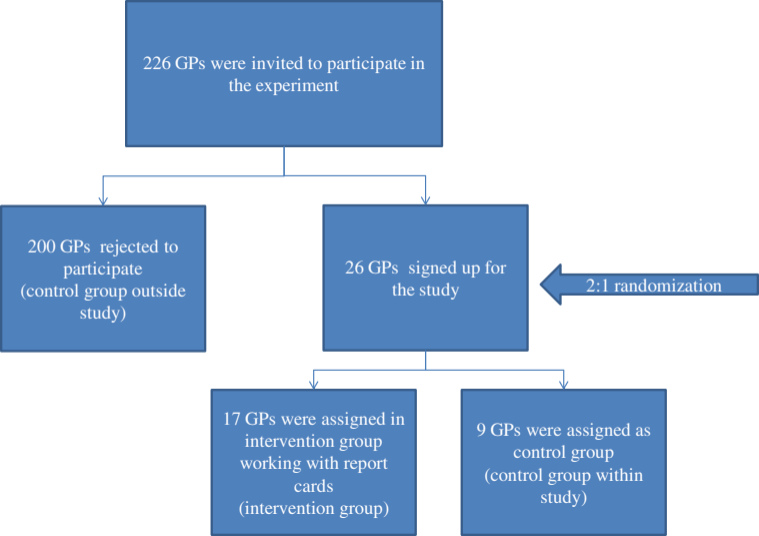 226 GPs were invited to participate in
the experiment
200 GPs rejected to
participate
(control group outside
study)
26 GPs signed up for
the study
2:1 randomization
17 GPs were assigned in
intervention group
working with report
cards
(intervention group)
9 GPs were assigned as
control group
(control group within
study)